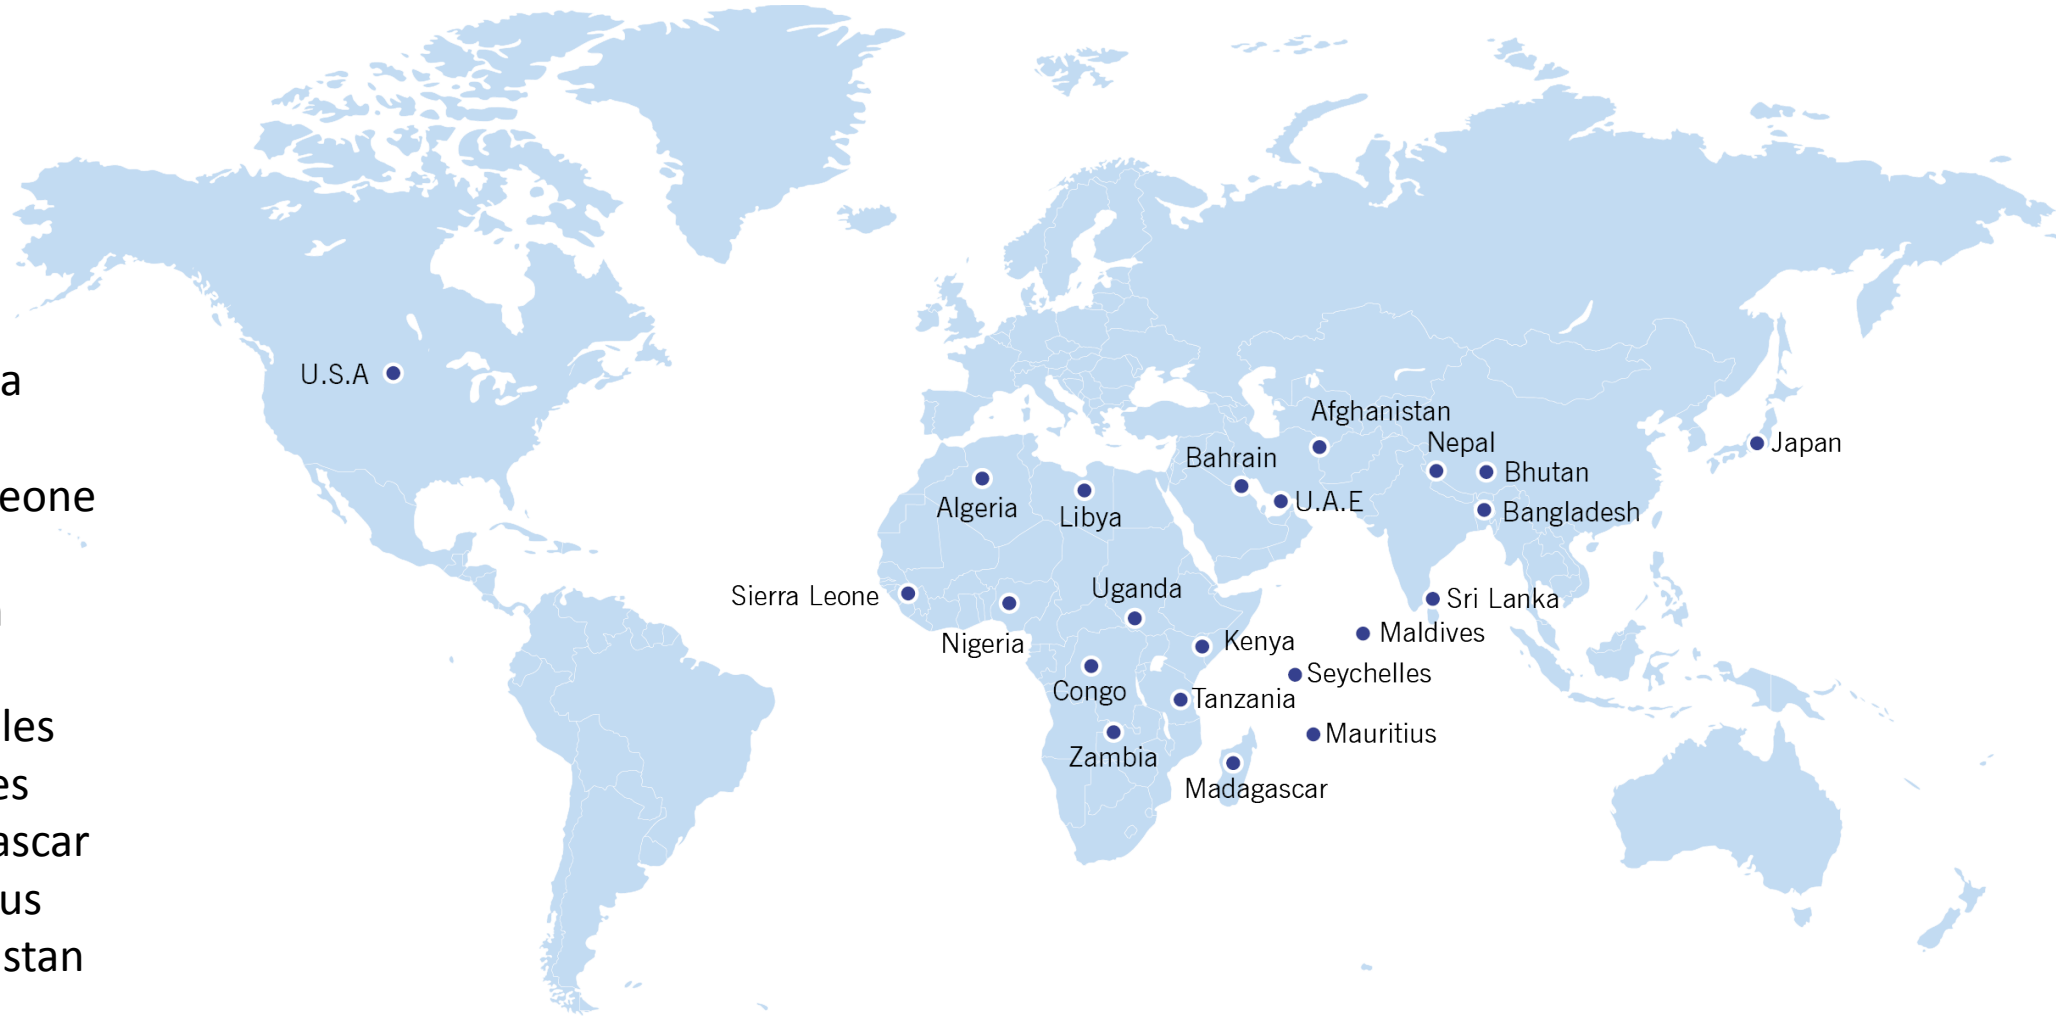 a
eone
les
es
ascar
us
stan
U.S.A
Afghanistan
Nepal
Japan
Bahrain
Bhutan
U.A.E
Algeria
Libya
Bangladesh
Uganda
Sierra Leone
Sri Lanka
Nigeria
Kenya
Maldives
Congo
Seychelles
Tanzania
Mauritius
Zambia
Madagascar